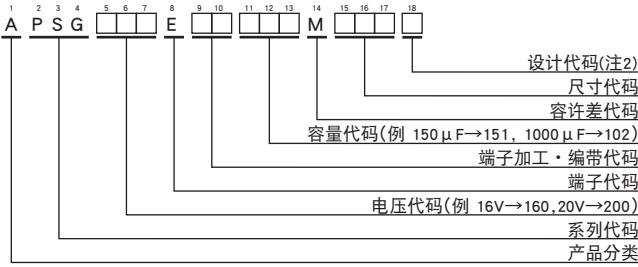 1 2 3 4 5 6 7 8 9 10 11 12 13 14 15 16 17 18
A P S G E M
设计代码(注2)
尺寸代码
容许差代码
容量代码(例 150μF→151, 1000μF→102)
端子加工・编带代码
端子代码
电压代码(例 16V→160,20V→200)
系列代码
产品分类